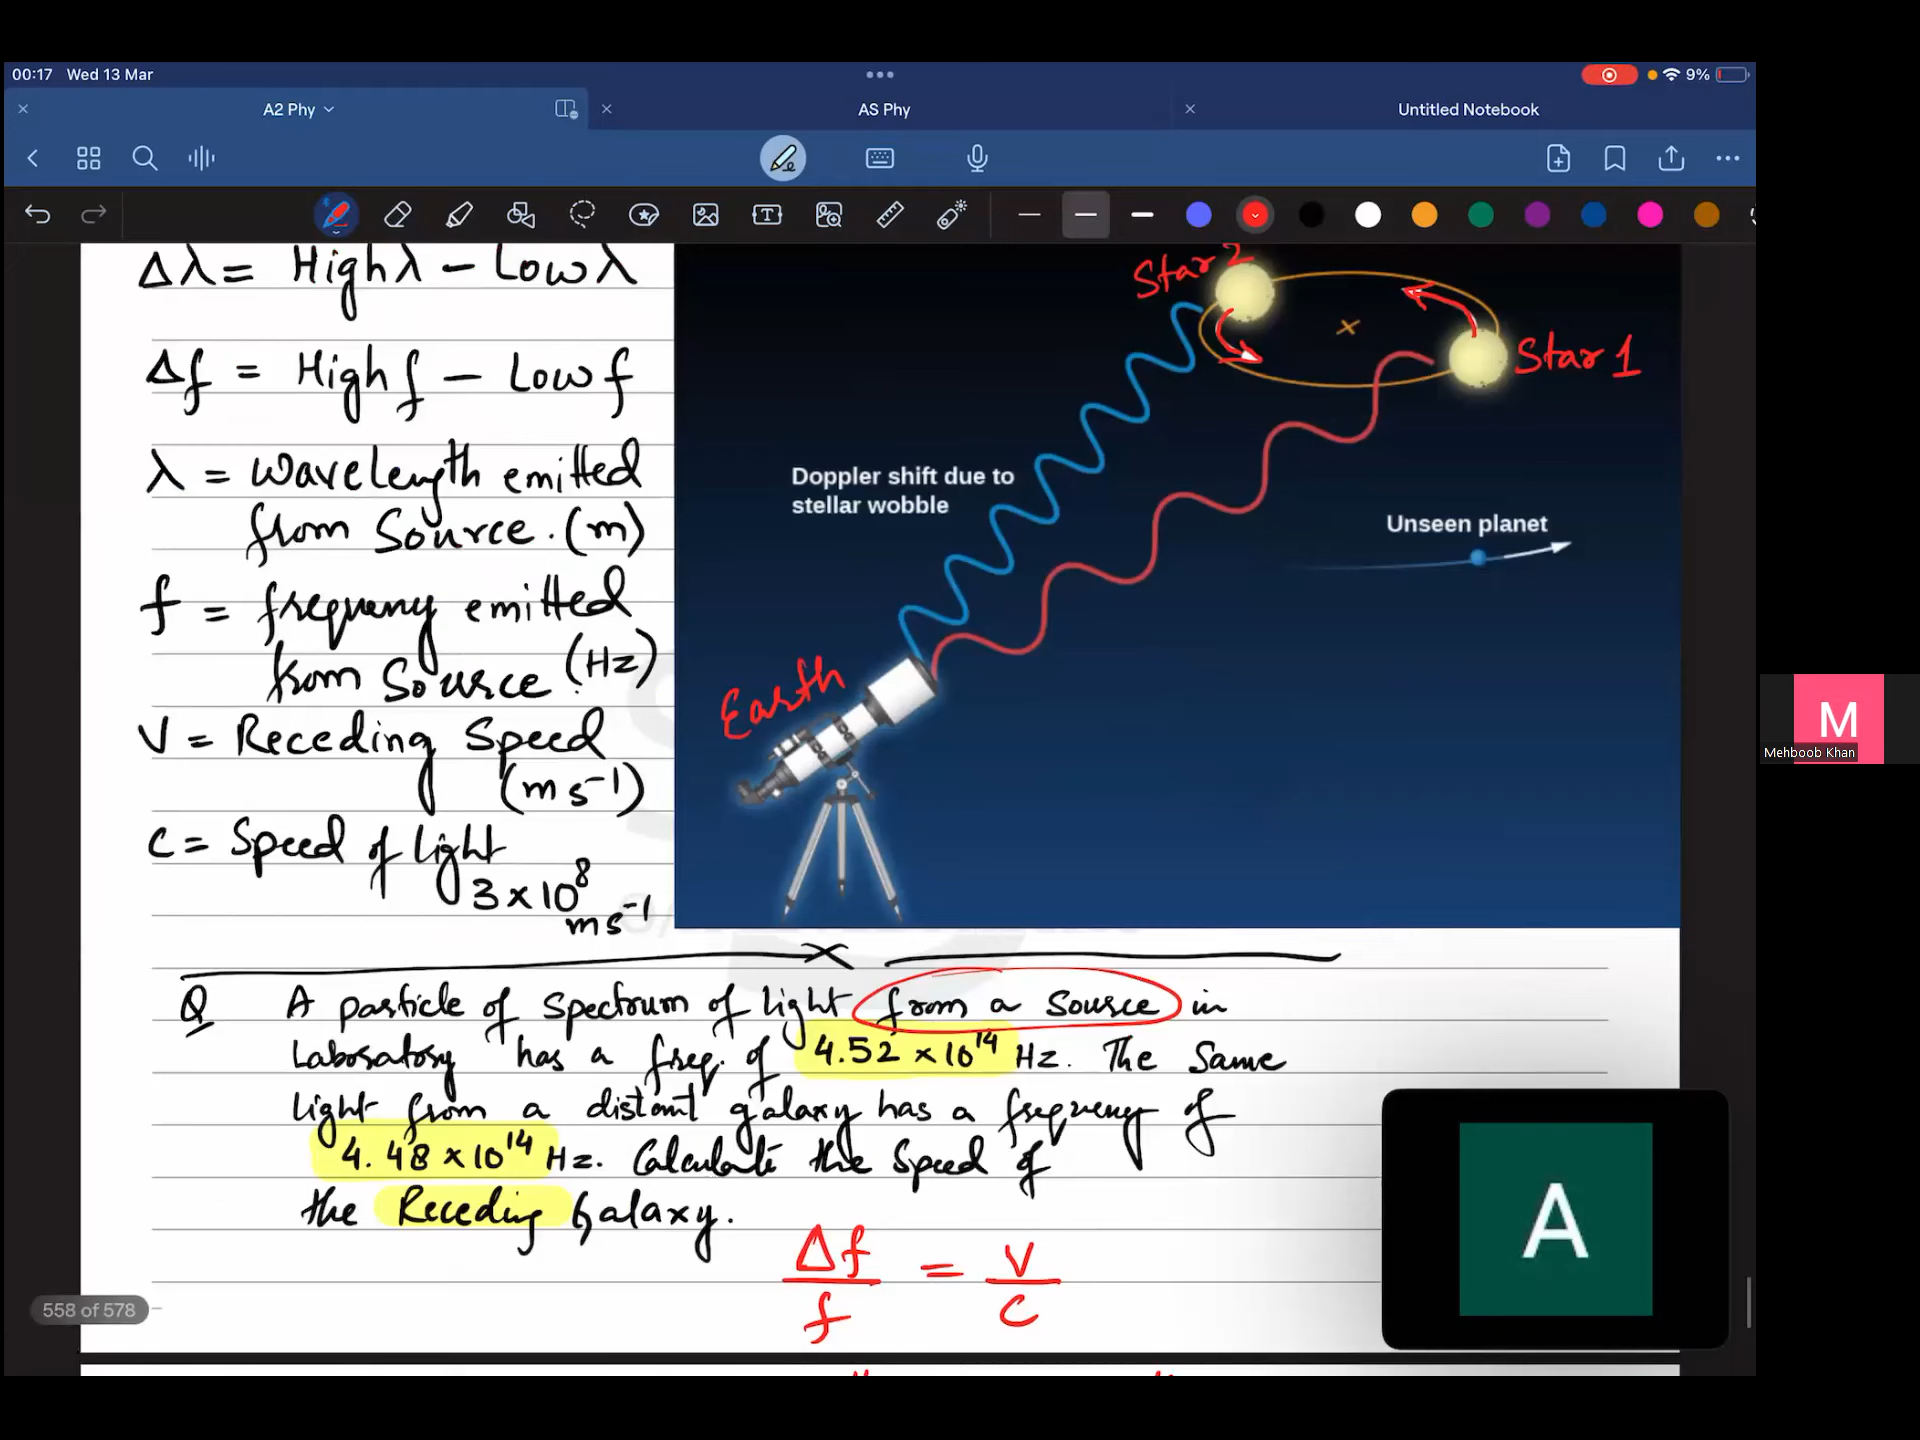 00:17 Wed 13 Mar
9%
A2 Phy
AS Phy
Untitled Notebook
Δλ = High λ – Low λ
Δf = High f – Low f
λ = Wavelength emitted
from Source. (m)
f = frequency emitted
from Source. (Hz)
V = Receding Speed
(ms⁻¹)
C = Speed of light
3 × 10⁸
ms⁻¹
Star 2
Star 1
Doppler shift due to
stellar wobble
Unseen planet
Earth
Q A particle of spectrum of light from a source in
Laboratory has a freq. of 4.52 × 10¹⁴ Hz. The Same
light from a distant galaxy has a frequency of
4.48 × 10¹⁴ Hz. Calculate the Speed of
the Receding Galaxy.
Δf/f = V/C
558 of 578
M
Mehboob Khan
A